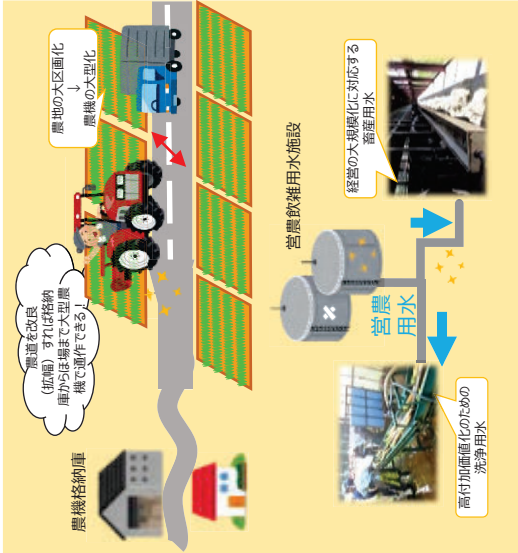 農地の大区画化
↓
農機の大型化
農道を改良
(拡幅)すれば格納
庫からほ場まで大型農
機で通作できる!
農機格納庫
営農飲雑用水施設
経営の大規模化に対応する
畜産用水
営農
用水
高付加価値化のための
洗浄用水